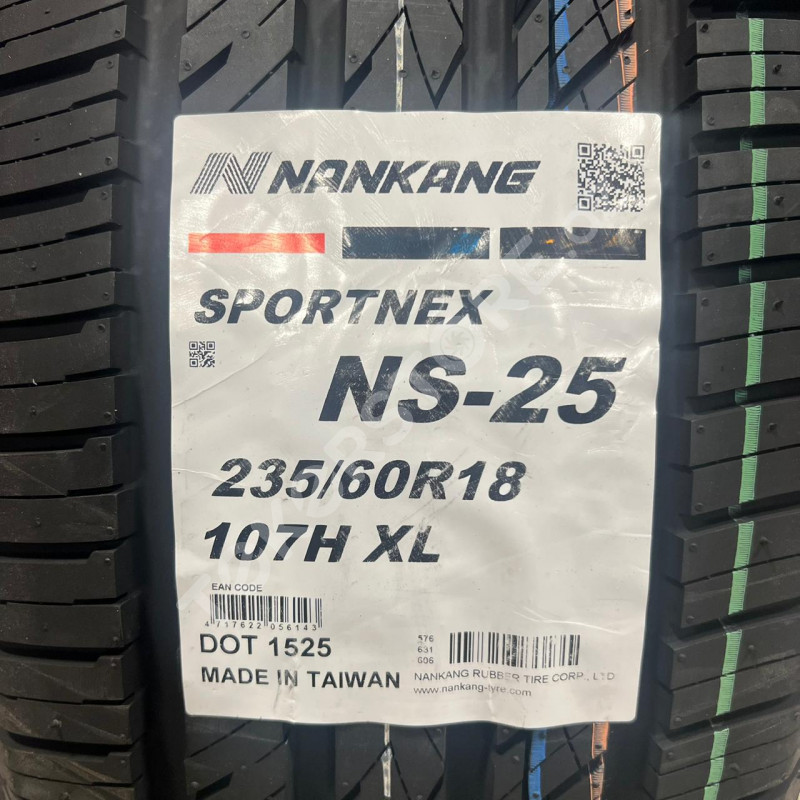 NANKANG
SPORTNEX
NS-25
235/60R18
107H XL
EAN CODE
4 717622 056143
DOT 1525
MADE IN TAIWAN
576
631
G06
NANKANG RUBBER TIRE CORP., LTD
www.nankang-tyre.com